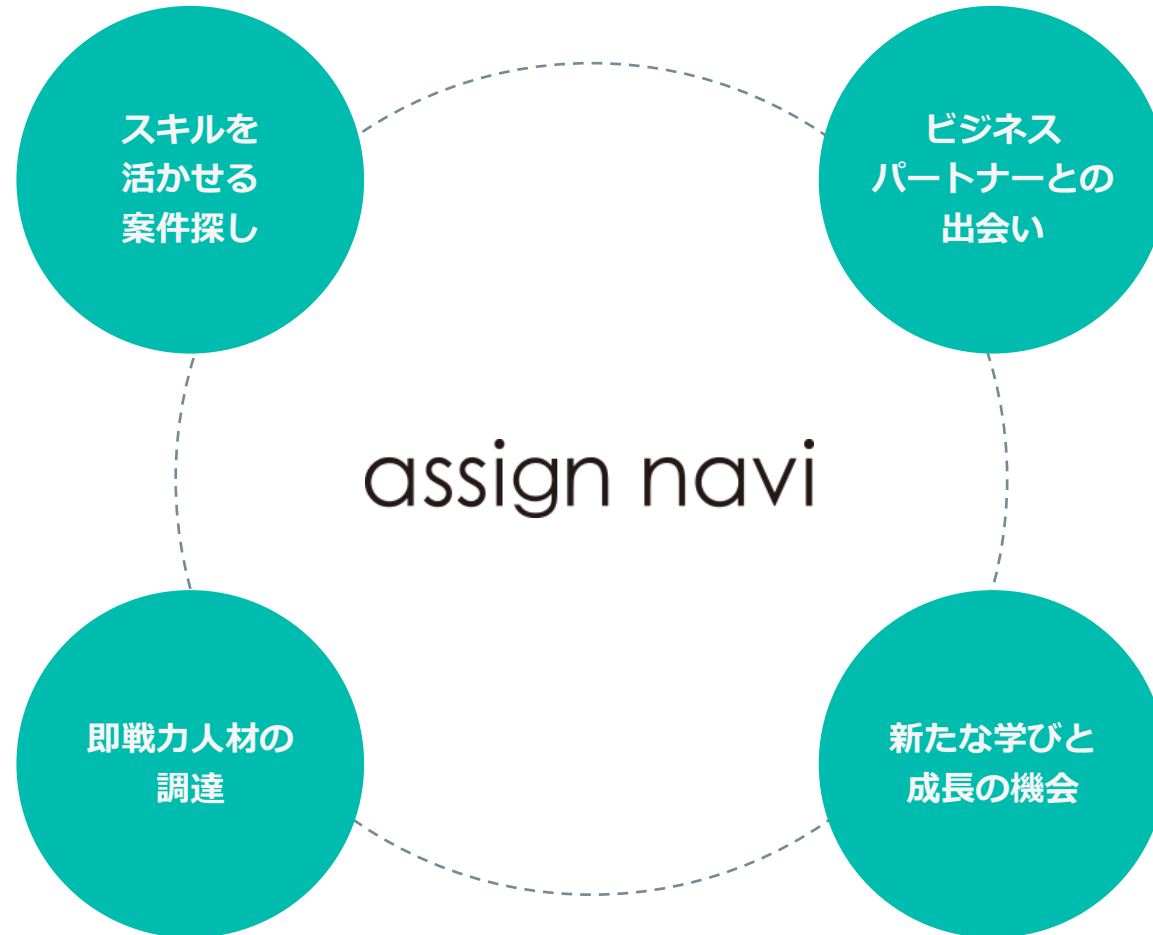 スキルを
活かせる
案件探し
ビジネス
パートナーとの
出会い
assign navi
即戦力人材の
調達
新たな学びと
成長の機会